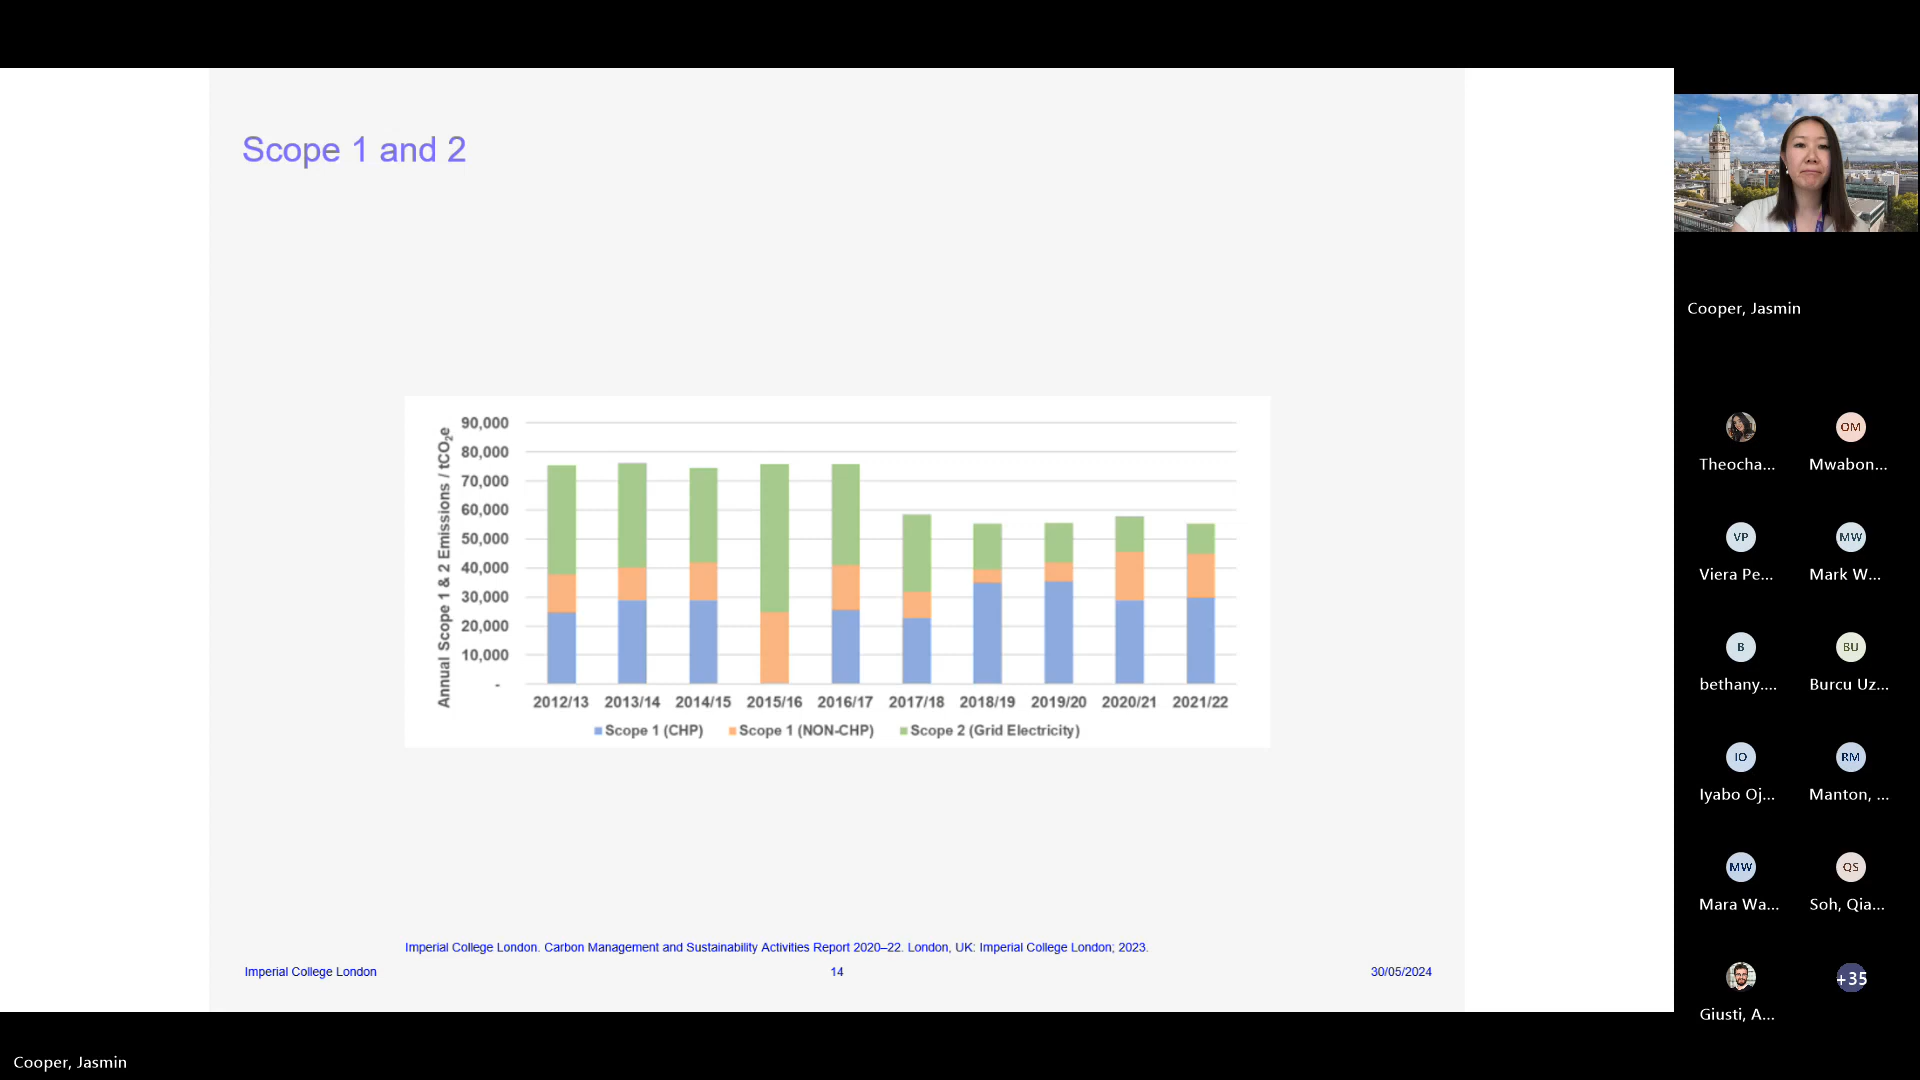 Scope 1 and 2
Annual Scope 1 & 2 Emissions / tCO₂e
90,000
80,000
70,000
60,000
50,000
40,000
30,000
20,000
10,000
-
2012/13 2013/14 2014/15 2015/16 2016/17 2017/18 2018/19 2019/20 2020/21 2021/22
Scope 1 (CHP) Scope 1 (NON-CHP) Scope 2 (Grid Electricity)
Imperial College London. Carbon Management and Sustainability Activities Report 2020–22. London, UK: Imperial College London; 2023.
Imperial College London 14 30/05/2024
Cooper, Jasmin
OM
Theocha... Mwabon...
VP MW
Viera Pe... Mark W...
B BU
bethany.... Burcu Uz...
IO RM
Iyabo Oj... Manton, ...
MW QS
Mara Wa... Soh, Qia...
+35
Giusti, A...
Cooper, Jasmin